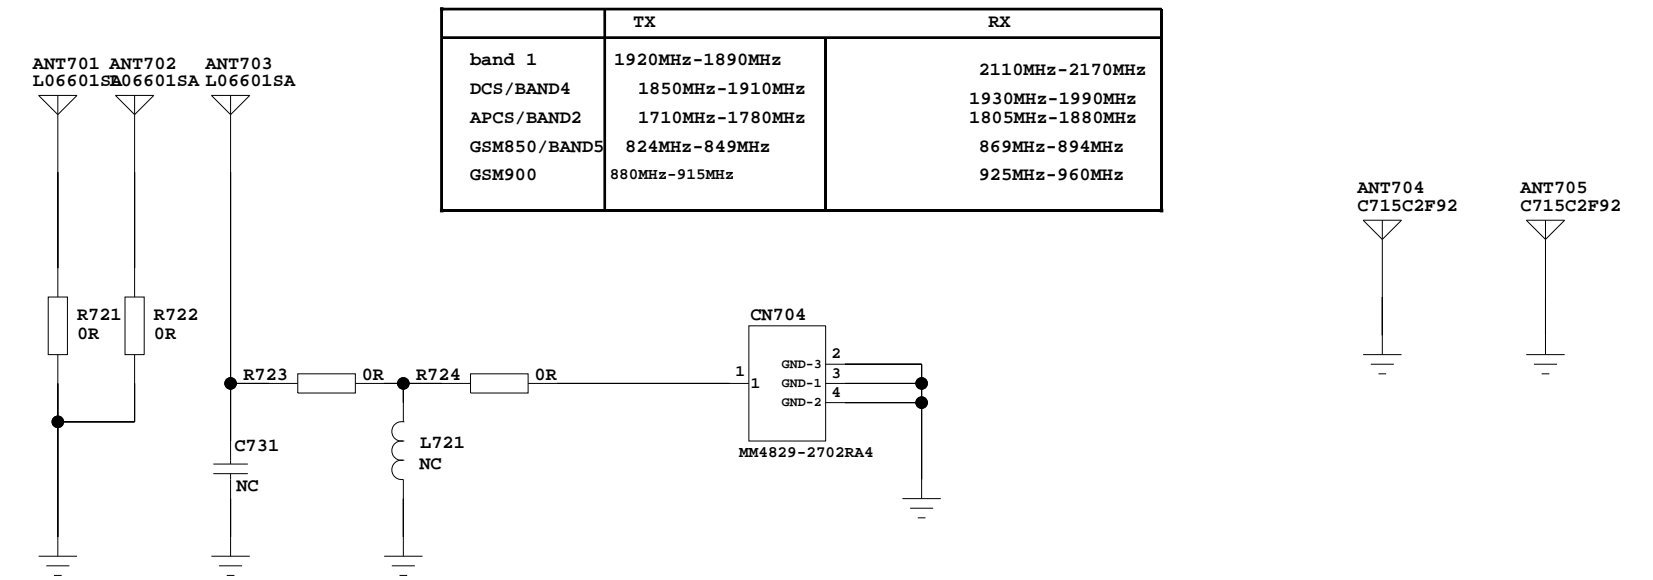 TX RX
band 1 1920MHz-1890MHz 2110MHz-2170MHz
DCS/BAND4 1850MHz-1910MHz 1930MHz-1990MHz
APCS/BAND2 1710MHz-1780MHz 1805MHz-1880MHz
GSM850/BAND5 824MHz-849MHz 869MHz-894MHz
GSM900 880MHz-915MHz 925MHz-960MHz
ANT701 ANT702 ANT703
L06601SA L06601SA L06601SA
ANT704 ANT705
C715C2F92 C715C2F92
R721 R722
0R 0R
CN704
R723 0R R724 0R 1
1
GND-3 2
GND-1 3
GND-2 4
MM4829-2702RA4
C731
NC
L721
NC